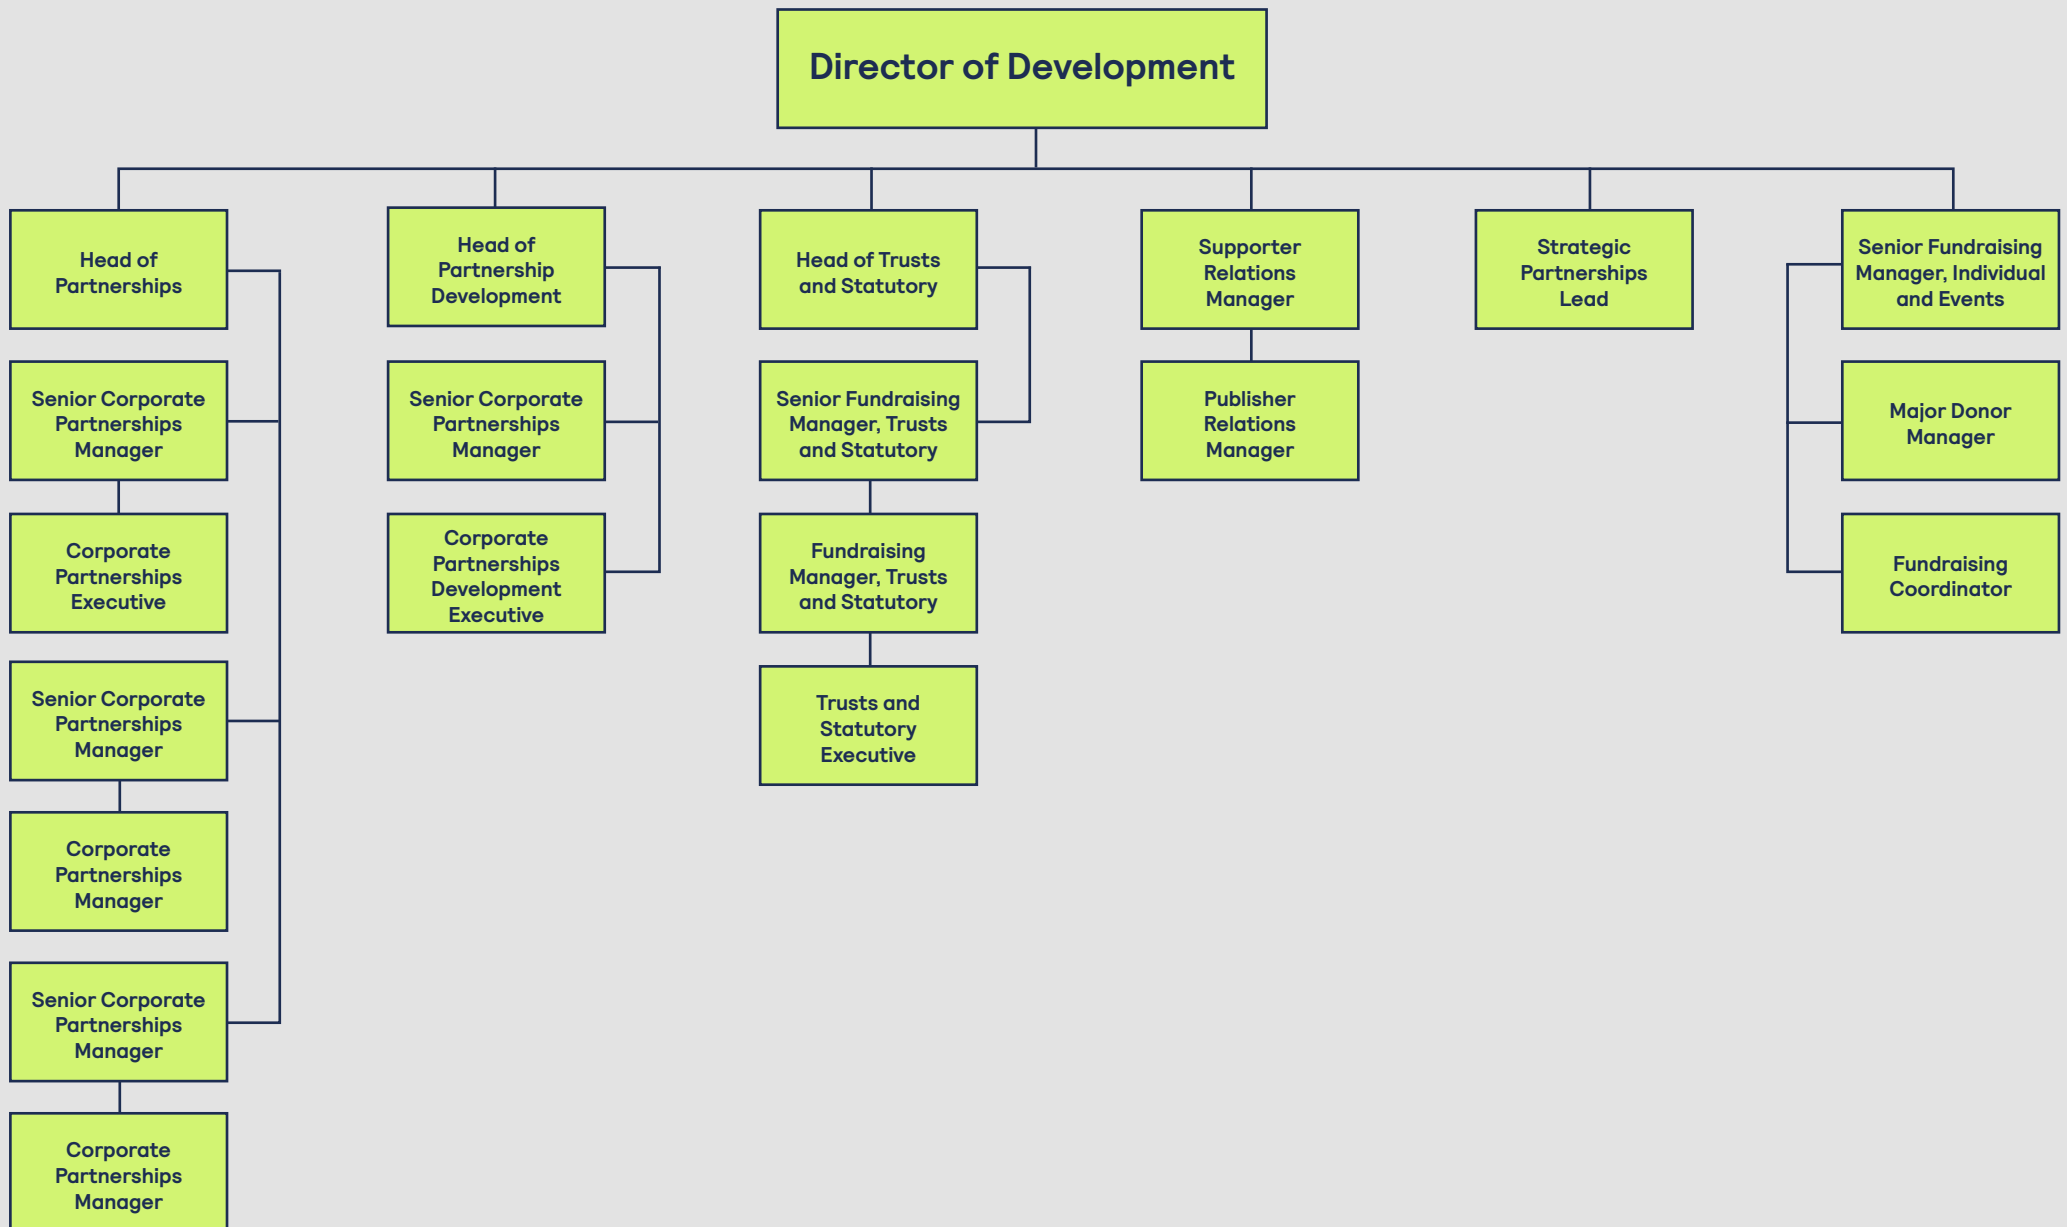 Director of Development
Head of
Partnerships
Senior Corporate
Partnerships
Manager
Corporate
Partnerships
Executive
Senior Corporate
Partnerships
Manager
Corporate
Partnerships
Manager
Senior Corporate
Partnerships
Manager
Corporate
Partnerships
Manager
Head of
Partnership
Development
Senior Corporate
Partnerships
Manager
Corporate
Partnerships
Development
Executive
Head of Trusts
and Statutory
Senior Fundraising
Manager, Trusts
and Statutory
Fundraising
Manager, Trusts
and Statutory
Trusts and
Statutory
Executive
Supporter
Relations
Manager
Publisher
Relations
Manager
Strategic
Partnerships
Lead
Senior Fundraising
Manager, Individual
and Events
Major Donor
Manager
Fundraising
Coordinator